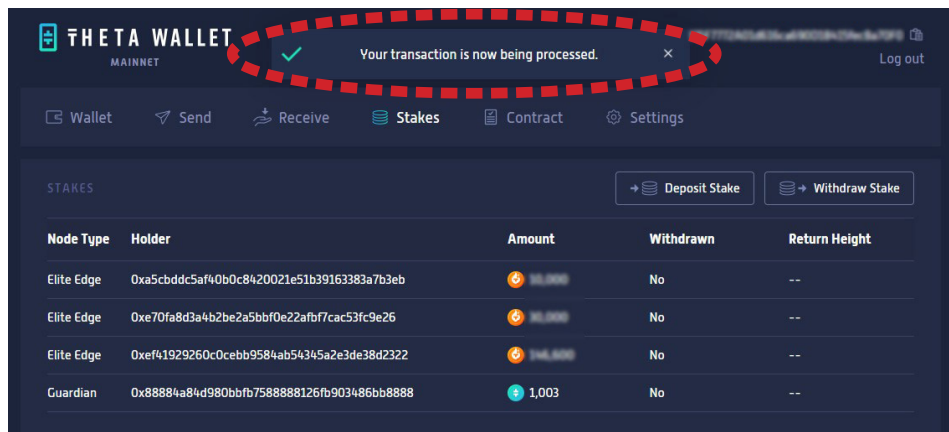 THETA WALLET
MAINNET
Your transaction is now being processed.
Log out
Wallet Send Receive Stakes Contract Settings
STAKES
Deposit Stake Withdraw Stake
Node Type Holder Amount Withdrawn Return Height
Elite Edge 0xa5cbddc5af40b0c8420021e51b39163383a7b3eb No --
Elite Edge 0xe70fa8d3a4b2be2a5bbf0e22afbf7cac53fc9e26 No --
Elite Edge 0xef41929260c0cebb9584ab54345a2e3de38d2322 No --
Guardian 0x88884a84d980bbfb7588888126fb903486bb8888 1,003 No --